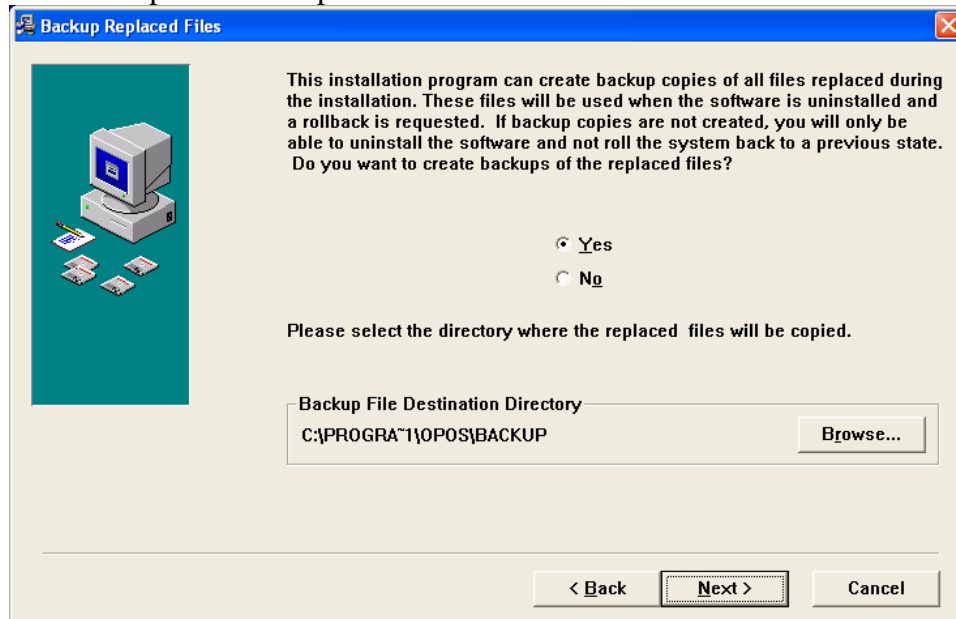 Backup Replaced Files
This installation program can create backup copies of all files replaced during
the installation. These files will be used when the software is uninstalled and
a rollback is requested. If backup copies are not created, you will only be
able to uninstall the software and not roll the system back to a previous state.
Do you want to create backups of the replaced files?
Yes
No
Please select the directory where the replaced files will be copied.
Backup File Destination Directory
C:\PROGRA~1\OPOS\BACKUP
Browse...
< Back
Next >
Cancel